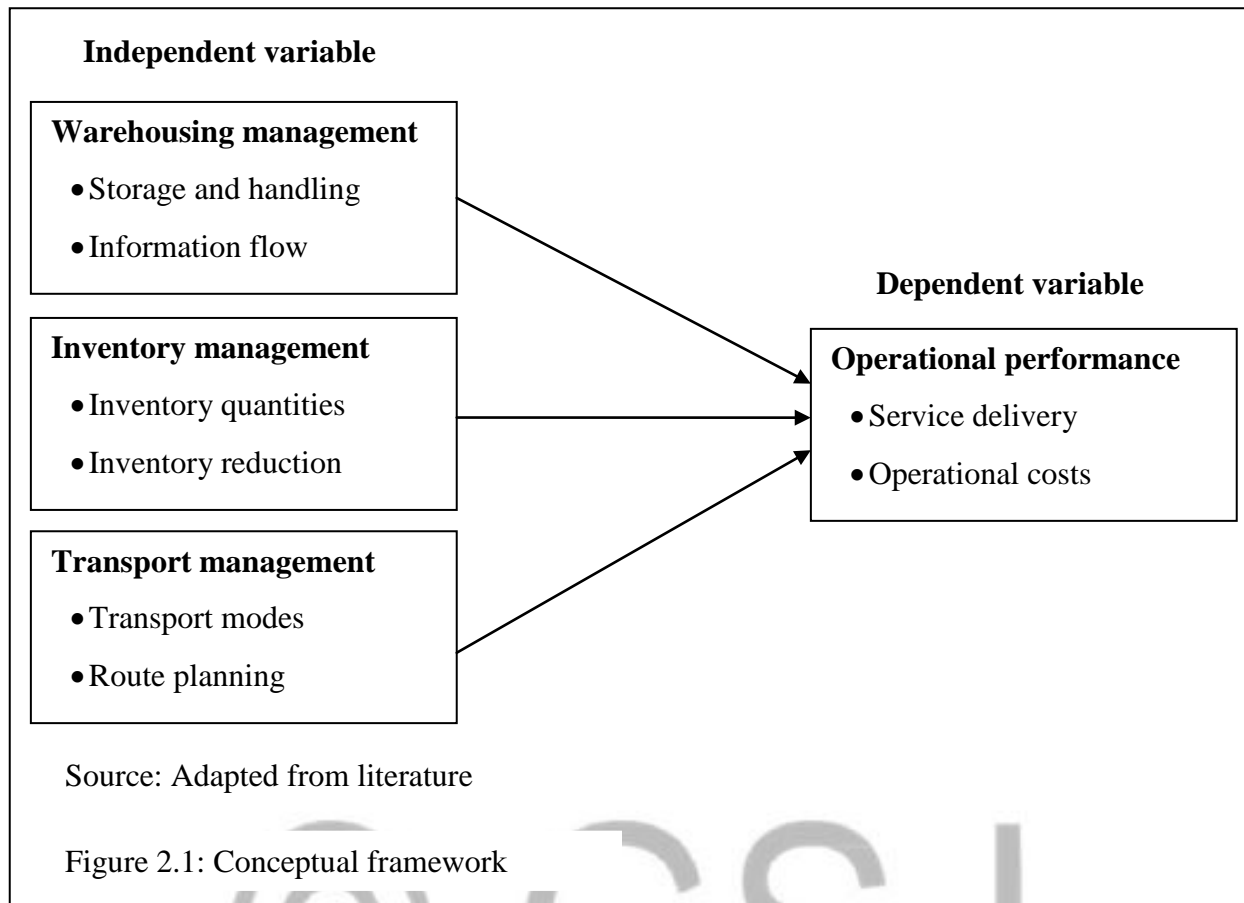 Independent variable
Warehousing management
• Storage and handling
• Information flow
Inventory management
• Inventory quantities
• Inventory reduction
Transport management
• Transport modes
• Route planning
Dependent variable
Operational performance
• Service delivery
• Operational costs
Source: Adapted from literature
Figure 2.1: Conceptual framework